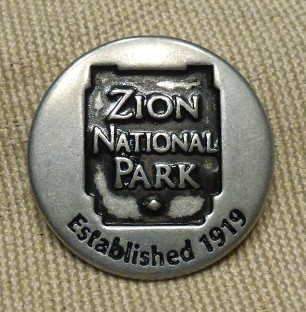 ZION
NATIONAL
PARK
Established 1919